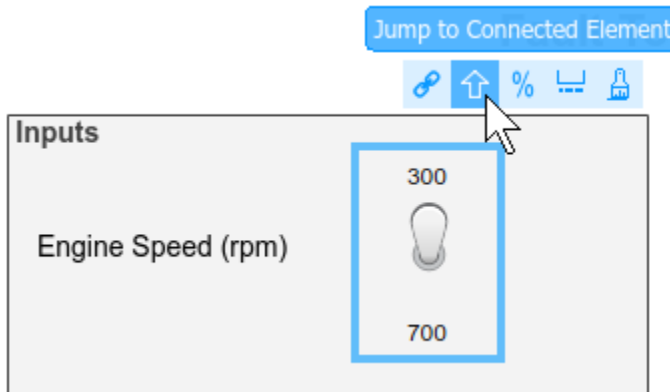 Jump to Connected Element
%
Inputs
300
Engine Speed (rpm)
700